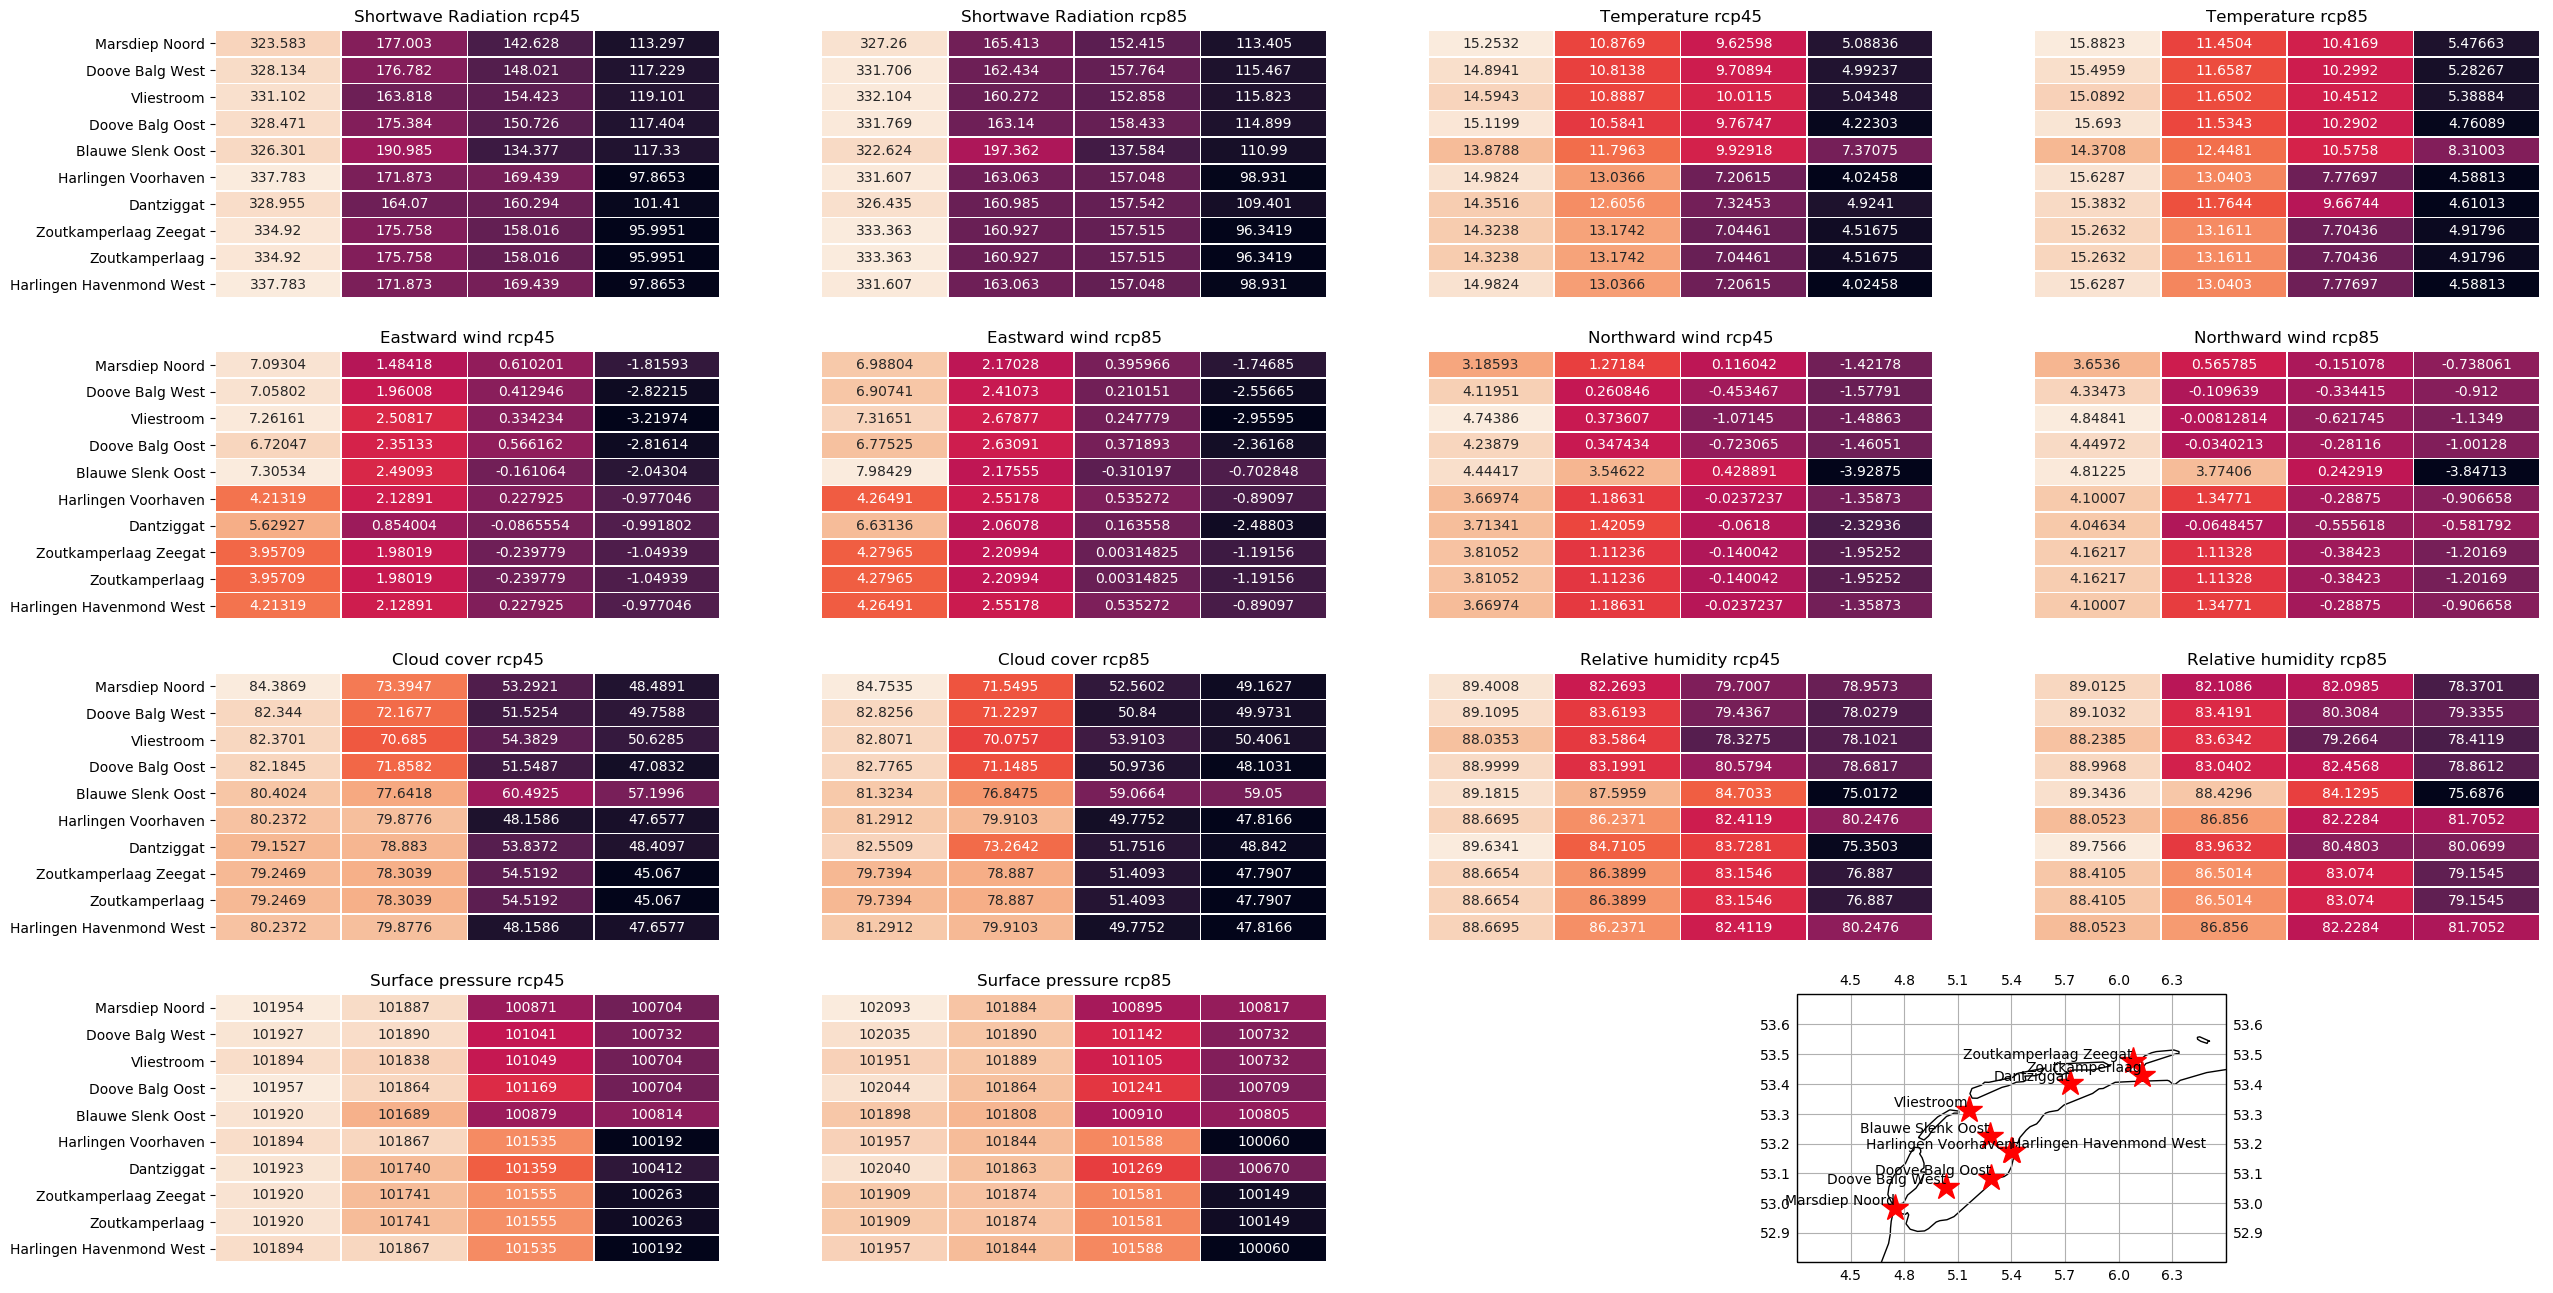 Shortwave Radiation rcp45 Shortwave Radiation rcp85 Temperature rcp45 Temperature rcp85
Marsdiep Noord 323.583 177.003 142.628 113.297 327.26 165.413 152.415 113.405 15.2532 10.8769 9.62598 5.08836 15.8823 11.4504 10.4169 5.47663
Doove Balg West 328.134 176.782 148.021 117.229 331.706 162.434 157.764 115.467 14.8941 10.8138 9.70894 4.99237 15.4959 11.6587 10.2992 5.28267
Vliestroom 331.102 163.818 154.423 119.101 332.104 160.272 152.858 115.823 14.5943 10.8887 10.0115 5.04348 15.0892 11.6502 10.4512 5.38884
Doove Balg Oost 328.471 175.384 150.726 117.404 331.769 163.14 158.433 114.899 15.1199 10.5841 9.76747 4.22303 15.693 11.5343 10.2902 4.76089
Blauwe Slenk Oost 326.301 190.985 134.377 117.33 322.624 197.362 137.584 110.99 13.8788 11.7963 9.92918 7.37075 14.3708 12.4481 10.5758 8.31003
Harlingen Voorhaven 337.783 171.873 169.439 97.8653 331.607 163.063 157.048 98.931 14.9824 13.0366 7.20615 4.02458 15.6287 13.0403 7.77697 4.58813
Dantziggat 328.955 164.07 160.294 101.41 326.435 160.985 157.542 109.401 14.3516 12.6056 7.32453 4.9241 15.3832 11.7644 9.66744 4.61013
Zoutkamperlaag Zeegat 334.92 175.758 158.016 95.9951 333.363 160.927 157.515 96.3419 14.3238 13.1742 7.04461 4.51675 15.2632 13.1611 7.70436 4.91796
Zoutkamperlaag 334.92 175.758 158.016 95.9951 333.363 160.927 157.515 96.3419 14.3238 13.1742 7.04461 4.51675 15.2632 13.1611 7.70436 4.91796
Harlingen Havenmond West 337.783 171.873 169.439 97.8653 331.607 163.063 157.048 98.931 14.9824 13.0366 7.20615 4.02458 15.6287 13.0403 7.77697 4.58813
Eastward wind rcp45 Eastward wind rcp85 Northward wind rcp45 Northward wind rcp85
Marsdiep Noord 7.09304 1.48418 0.610201 -1.81593 6.98804 2.17028 0.395966 -1.74685 3.18593 1.27184 0.116042 -1.42178 3.6536 0.565785 -0.151078 -0.738061
Doove Balg West 7.05802 1.96008 0.412946 -2.82215 6.90741 2.41073 0.210151 -2.55665 4.11951 0.260846 -0.453467 -1.57791 4.33473 -0.109639 -0.334415 -0.912
Vliestroom 7.26161 2.50817 0.334234 -3.21974 7.31651 2.67877 0.247779 -2.95595 4.74386 0.373607 -1.07145 -1.48863 4.84841 -0.00812814 -0.621745 -1.1349
Doove Balg Oost 6.72047 2.35133 0.566162 -2.81614 6.77525 2.63091 0.371893 -2.36168 4.23879 0.347434 -0.723065 -1.46051 4.44972 -0.0340213 -0.28116 -1.00128
Blauwe Slenk Oost 7.30534 2.49093 -0.161064 -2.04304 7.98429 2.17555 -0.310197 -0.702848 4.44417 3.54622 0.428891 -3.92875 4.81225 3.77406 0.242919 -3.84713
Harlingen Voorhaven 4.21319 2.12891 0.227925 -0.977046 4.26491 2.55178 0.535272 -0.89097 3.66974 1.18631 -0.0237237 -1.35873 4.10007 1.34771 -0.28875 -0.906658
Dantziggat 5.62927 0.854004 -0.0865554 -0.991802 6.63136 2.06078 0.163558 -2.48803 3.71341 1.42059 -0.0618 -2.32936 4.04634 -0.0648457 -0.555618 -0.581792
Zoutkamperlaag Zeegat 3.95709 1.98019 -0.239779 -1.04939 4.27965 2.20994 0.00314825 -1.19156 3.81052 1.11236 -0.140042 -1.95252 4.16217 1.11328 -0.38423 -1.20169
Zoutkamperlaag 3.95709 1.98019 -0.239779 -1.04939 4.27965 2.20994 0.00314825 -1.19156 3.81052 1.11236 -0.140042 -1.95252 4.16217 1.11328 -0.38423 -1.20169
Harlingen Havenmond West 4.21319 2.12891 0.227925 -0.977046 4.26491 2.55178 0.535272 -0.89097 3.66974 1.18631 -0.0237237 -1.35873 4.10007 1.34771 -0.28875 -0.906658
Cloud cover rcp45 Cloud cover rcp85 Relative humidity rcp45 Relative humidity rcp85
Marsdiep Noord 84.3869 73.3947 53.2921 48.4891 84.7535 71.5495 52.5602 49.1627 89.4008 82.2693 79.7007 78.9573 89.0125 82.1086 82.0985 78.3701
Doove Balg West 82.344 72.1677 51.5254 49.7588 82.8256 71.2297 50.84 49.9731 89.1095 83.6193 79.4367 78.0279 89.1032 83.4191 80.3084 79.3355
Vliestroom 82.3701 70.685 54.3829 50.6285 82.8071 70.0757 53.9103 50.4061 88.0353 83.5864 78.3275 78.1021 88.2385 83.6342 79.2664 78.4119
Doove Balg Oost 82.1845 71.8582 51.5487 47.0832 82.7765 71.1485 50.9736 48.1031 88.9999 83.1991 80.5794 78.6817 88.9968 83.0402 82.4568 78.8612
Blauwe Slenk Oost 80.4024 77.6418 60.4925 57.1996 81.3234 76.8475 59.0664 59.05 89.1815 87.5959 84.7033 75.0172 89.3436 88.4296 84.1295 75.6876
Harlingen Voorhaven 80.2372 79.8776 48.1586 47.6577 81.2912 79.9103 49.7752 47.8166 88.6695 86.2371 82.4119 80.2476 88.0523 86.856 82.2284 81.7052
Dantziggat 79.1527 78.883 53.8372 48.4097 82.5509 73.2642 51.7516 48.842 89.6341 84.7105 83.7281 75.3503 89.7566 83.9632 80.4803 80.0699
Zoutkamperlaag Zeegat 79.2469 78.3039 54.5192 45.067 79.7394 78.887 51.4093 47.7907 88.6654 86.3899 83.1546 76.887 88.4105 86.5014 83.074 79.1545
Zoutkamperlaag 79.2469 78.3039 54.5192 45.067 79.7394 78.887 51.4093 47.7907 88.6654 86.3899 83.1546 76.887 88.4105 86.5014 83.074 79.1545
Harlingen Havenmond West 80.2372 79.8776 48.1586 47.6577 81.2912 79.9103 49.7752 47.8166 88.6695 86.2371 82.4119 80.2476 88.0523 86.856 82.2284 81.7052
Surface pressure rcp45 Surface pressure rcp85
Marsdiep Noord 101954 101887 100871 100704 102093 101884 100895 100817
Doove Balg West 101927 101890 101041 100732 102035 101890 101142 100732
Vliestroom 101894 101838 101049 100704 101951 101889 101105 100732
Doove Balg Oost 101957 101864 101169 100704 102044 101864 101241 100709
Blauwe Slenk Oost 101920 101689 100879 100814 101898 101808 100910 100805
Harlingen Voorhaven 101894 101867 101535 100192 101957 101844 101588 100060
Dantziggat 101923 101740 101359 100412 102040 101863 101269 100670
Zoutkamperlaag Zeegat 101920 101741 101555 100263 101909 101874 101581 100149
Zoutkamperlaag 101920 101741 101555 100263 101909 101874 101581 100149
Harlingen Havenmond West 101894 101867 101535 100192 101957 101844 101588 100060
4.5 4.8 5.1 5.4 5.7 6.0 6.3
53.6 53.6
53.5 Zoutkamperlaag Zeegat 53.5
Zoutkamperlaag
53.4 Dantziggat 53.4
Vliestroom
53.3 53.3
Blauwe Slenk Oost
53.2 Harlingen Voorhaven Harlingen Havenmond West 53.2
53.1 Doove Balg Oost 53.1
Doove Balg West
53.0 Marsdiep Noord 53.0
52.9 52.9
4.5 4.8 5.1 5.4 5.7 6.0 6.3